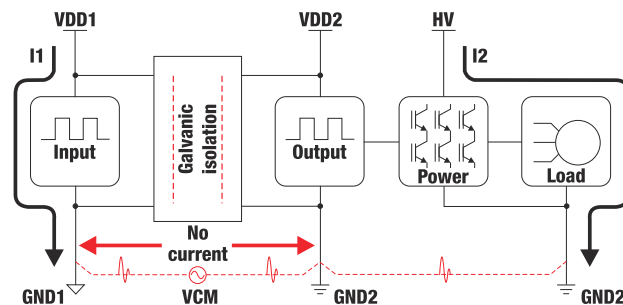 VDD1
VDD2
HV
I1
I2
Input
Galvanic
isolation
Output
Power
Load
No
current
GND1
VCM
GND2
GND2